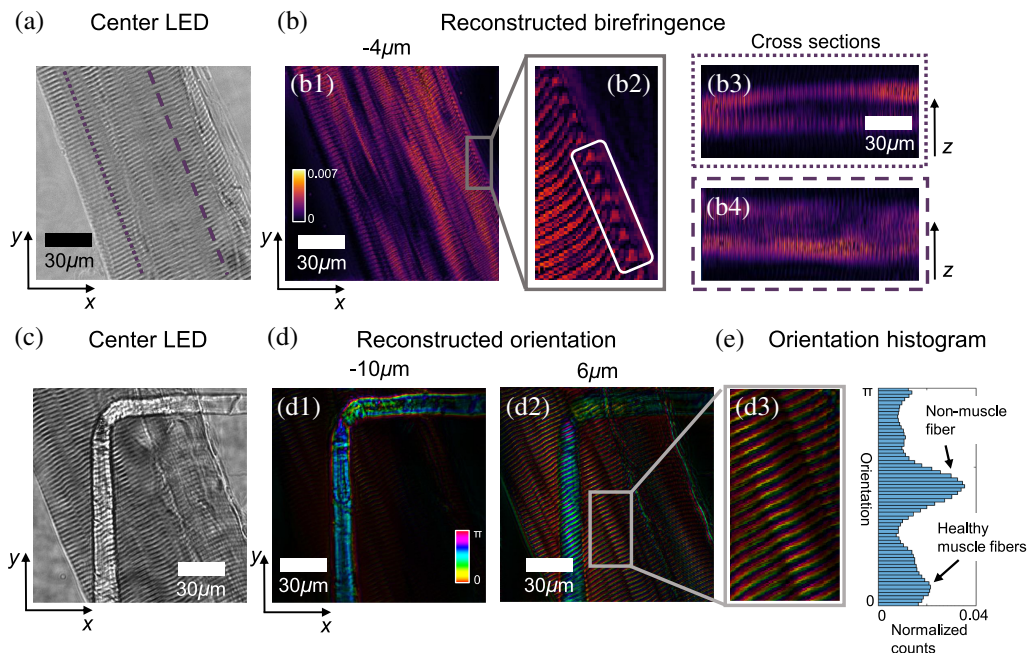 (a) Center LED
(b) Reconstructed birefringence
-4μm
Cross sections
(b1)
(b2)
(b3)
30μm
z
0.007
0
y
30μm
x
30μm
(b4)
z
(c) Center LED
(d) Reconstructed orientation
(e) Orientation histogram
-10μm
6μm
(d1)
(d2)
(d3)
π
Non-muscle
fiber
Orientation
Healthy
muscle fibers
π
0
y
30μm
x
30μm
30μm
0
0
0.04
Normalized
counts